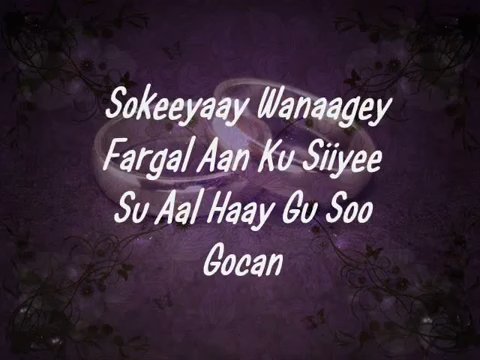 Sokeeyaay Wanaagey
Fargal Aan Ku Siiyee
Su Aal Haay Gu Soo
Gocan